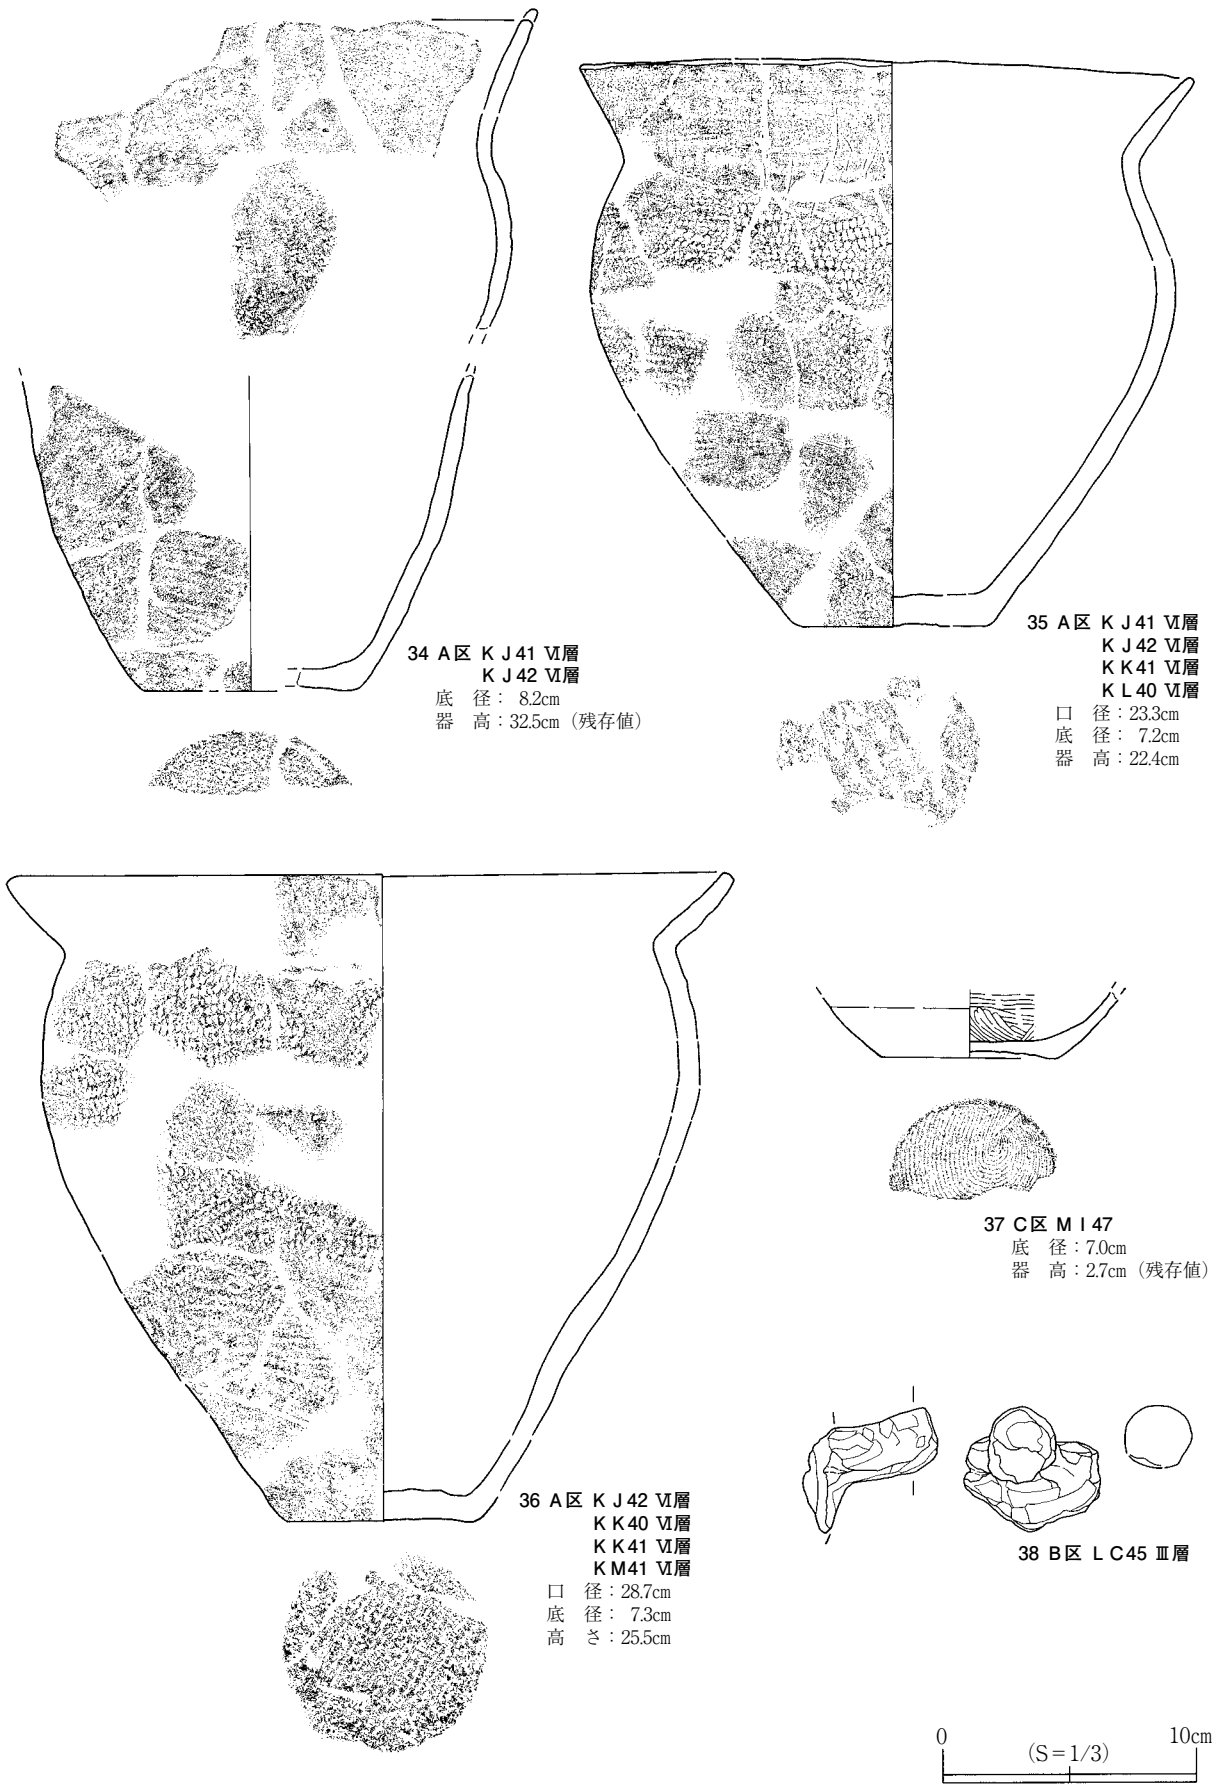 34 A区 KJ41 Ⅵ層
KJ42 Ⅵ層
底 径： 8.2cm
器 高：32.5cm（残存値）
35 A区 KJ41 Ⅵ層
KJ42 Ⅵ層
KK41 Ⅵ層
KL40 Ⅵ層
口 径：23.3cm
底 径： 7.2cm
器 高：22.4cm
36 A区 KJ42 Ⅵ層
KK40 Ⅵ層
KK41 Ⅵ層
KM41 Ⅵ層
口 径：28.7cm
底 径： 7.3cm
高 さ：25.5cm
37 C区 MI47
底 径：7.0cm
器 高：2.7cm（残存値）
38 B区 LC45 Ⅲ層
0 10cm
(S=1/3)